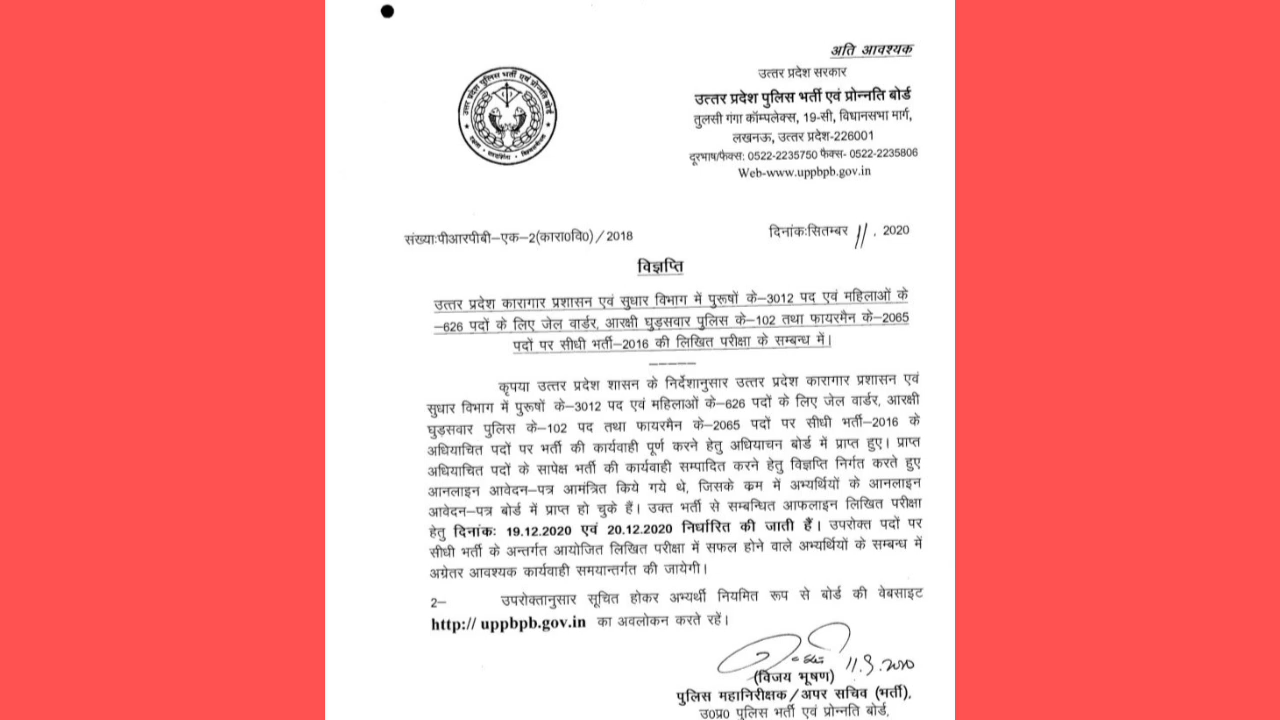 अति आवश्यक
उत्तर प्रदेश सरकार
उत्तर प्रदेश पुलिस भर्ती एवं प्रोन्नति बोर्ड
तुलसी गंगा कॉम्पलेक्स, 19-सी, विधानसभा मार्ग,
लखनऊ, उत्तर प्रदेश-226001
दूरभाष/फैक्स: 0522-2235750 फैक्स- 0522-2235806
Web-www.uppbpb.gov.in
उत्तर प्रदेश पुलिस भर्ती एवं प्रोन्नति बोर्ड
संख्या:पीआरपीबी–एक–2(कारा0वि0)/2018
दिनांक:सितम्बर 11, 2020
विज्ञप्ति
उत्तर प्रदेश कारागार प्रशासन एवं सुधार विभाग में पुरूषों के–3012 पद एवं महिलाओं के
–626 पदों के लिए जेल वार्डर, आरक्षी घुड़सवार पुलिस के–102 तथा फायरमैन के–2065
पदों पर सीधी भर्ती–2016 की लिखित परीक्षा के सम्बन्ध में।
कृपया उत्तर प्रदेश शासन के निर्देशानुसार उत्तर प्रदेश कारागार प्रशासन एवं
सुधार विभाग में पुरूषों के–3012 पद एवं महिलाओं के–626 पदों के लिए जेल वार्डर, आरक्षी
घुड़सवार पुलिस के–102 पद तथा फायरमैन के–2065 पदों पर सीधी भर्ती–2016 के
अधियाचित पदों पर भर्ती की कार्यवाही पूर्ण करने हेतु अधियाचन बोर्ड में प्राप्त हुए। प्राप्त
अधियाचित पदों के सापेक्ष भर्ती की कार्यवाही सम्पादित करने हेतु विज्ञप्ति निर्गत करते हुए
आनलाइन आवेदन–पत्र आमंत्रित किये गये थे, जिसके क्रम में अभ्यर्थियों के आनलाइन
आवेदन–पत्र बोर्ड में प्राप्त हो चुके हैं। उक्त भर्ती से सम्बन्धित आफलाइन लिखित परीक्षा
हेतु दिनांक: 19.12.2020 एवं 20.12.2020 निर्धारित की जाती हैं। उपरोक्त पदों पर
सीधी भर्ती के अन्तर्गत आयोजित लिखित परीक्षा में सफल होने वाले अभ्यर्थियों के सम्बन्ध में
अग्रेतर आवश्यक कार्यवाही समयान्तर्गत की जायेगी।
2– उपरोक्तानुसार सूचित होकर अभ्यर्थी नियमित रूप से बोर्ड की वेबसाइट
http:// uppbpb.gov.in का अवलोकन करते रहें।
11.9.2020
(विजय भूषण)
पुलिस महानिरीक्षक/अपर सचिव (भर्ती),
उ0प्र0 पुलिस भर्ती एवं प्रोन्नति बोर्ड,